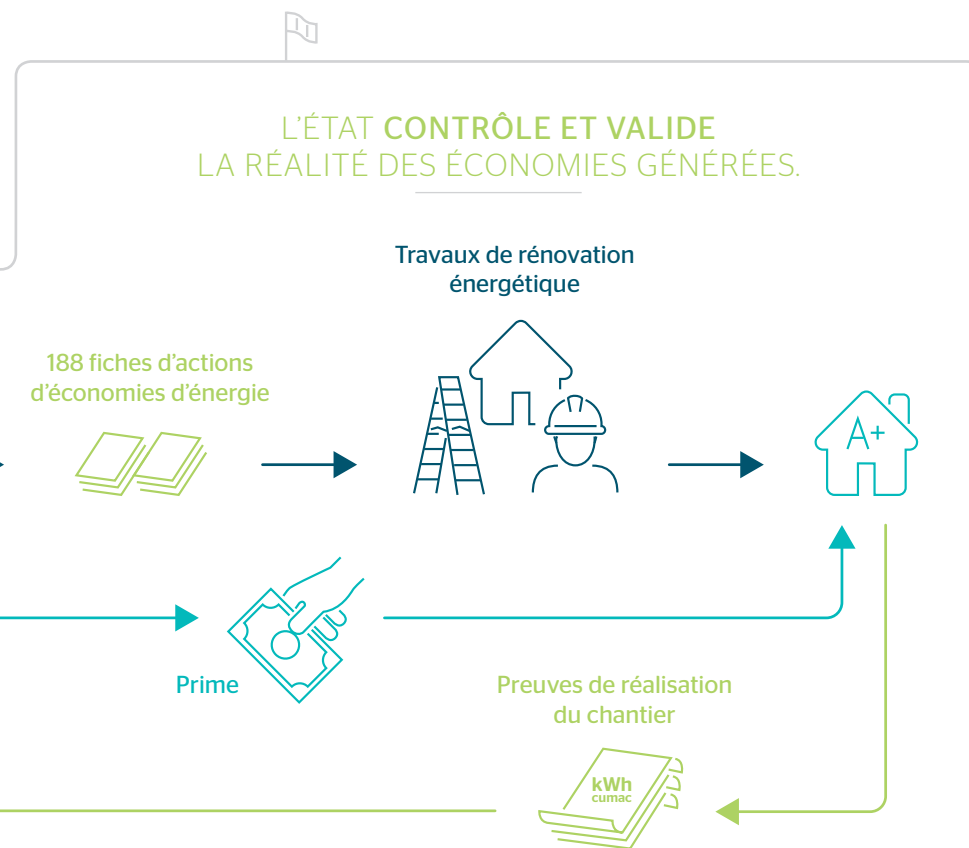 L'ÉTAT CONTRÔLE ET VALIDE
LA RÉALITÉ DES ÉCONOMIES GÉNÉRÉES.
Travaux de rénovation
énergétique
188 fiches d'actions
d'économies d'énergie
A+
Prime
Preuves de réalisation
du chantier
kWh
cumac